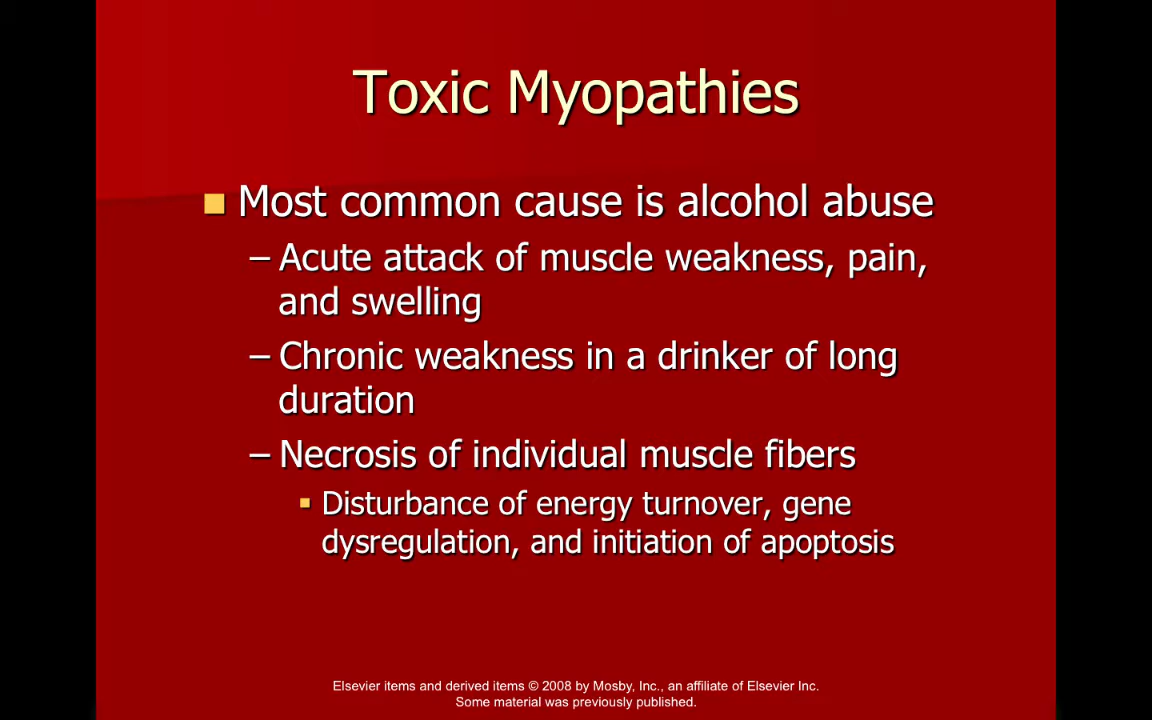 Toxic Myopathies
Most common cause is alcohol abuse
– Acute attack of muscle weakness, pain,
and swelling
– Chronic weakness in a drinker of long
duration
– Necrosis of individual muscle fibers
Disturbance of energy turnover, gene
dysregulation, and initiation of apoptosis
Elsevier items and derived items © 2008 by Mosby, Inc., an affiliate of Elsevier Inc.
Some material was previously published.